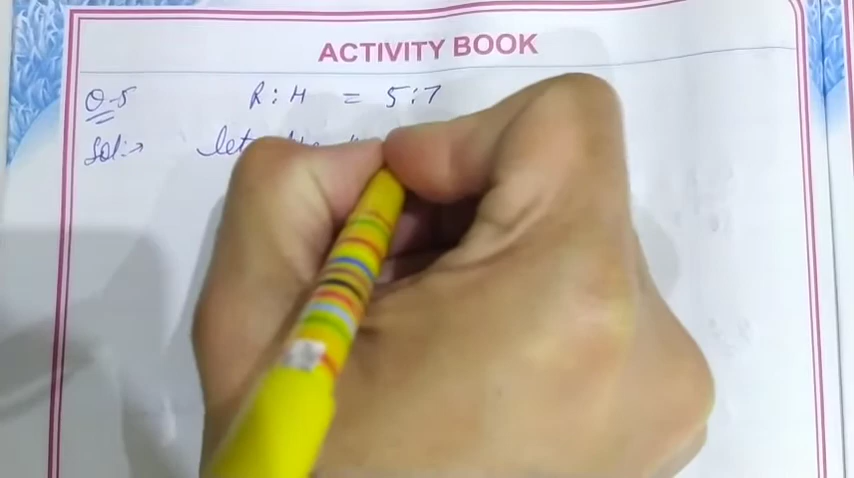 ACTIVITY BOOK
Q-5 R:H = 5:7
Sol:→ let